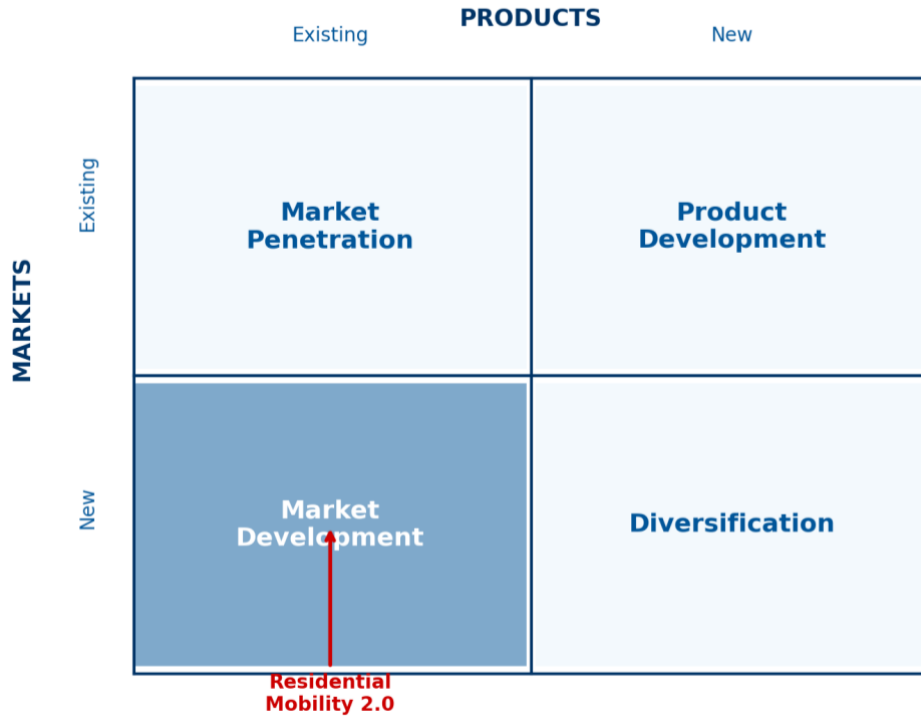 PRODUCTS
Existing
New
MARKETS
Existing
Market
Penetration
Product
Development
New
Market
Development
Diversification
Residential
Mobility 2.0